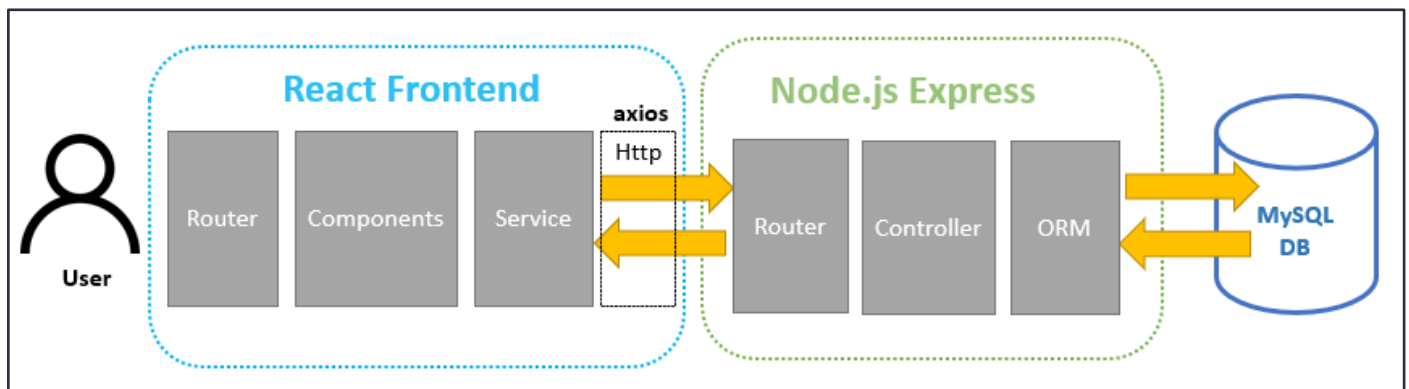 React Frontend
Node.js Express
axios
Http
Router
Components
Service
Router
Controller
ORM
MySQL
DB
User